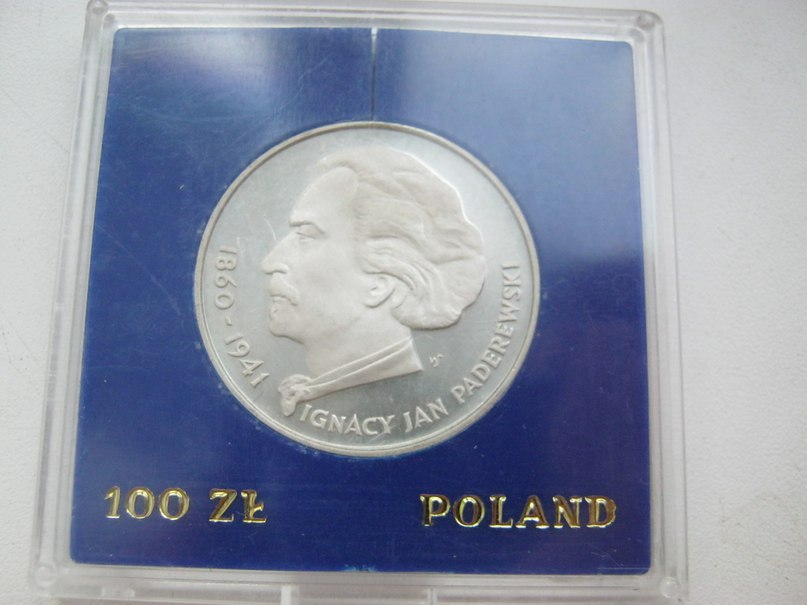 1860-1941
IGNACY JAN PADEREWSKI
100 ZŁ
POLAND